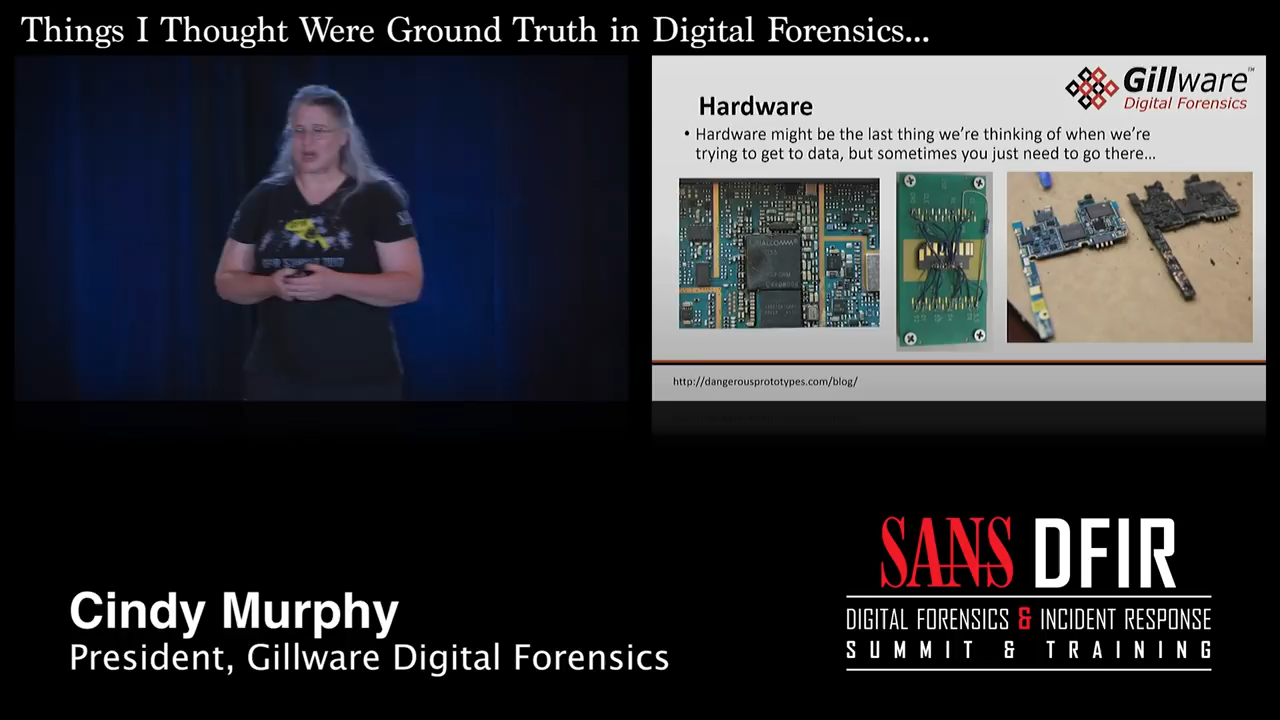 Things I Thought Were Ground Truth in Digital Forensics...
Gillware™
Digital Forensics
Hardware
• Hardware might be the last thing we're thinking of when we're
trying to get to data, but sometimes you just need to go there...
http://dangerousprototypes.com/blog/
SANS DFIR
DIGITAL FORENSICS & INCIDENT RESPONSE
SUMMIT & TRAINING
Cindy Murphy
President, Gillware Digital Forensics